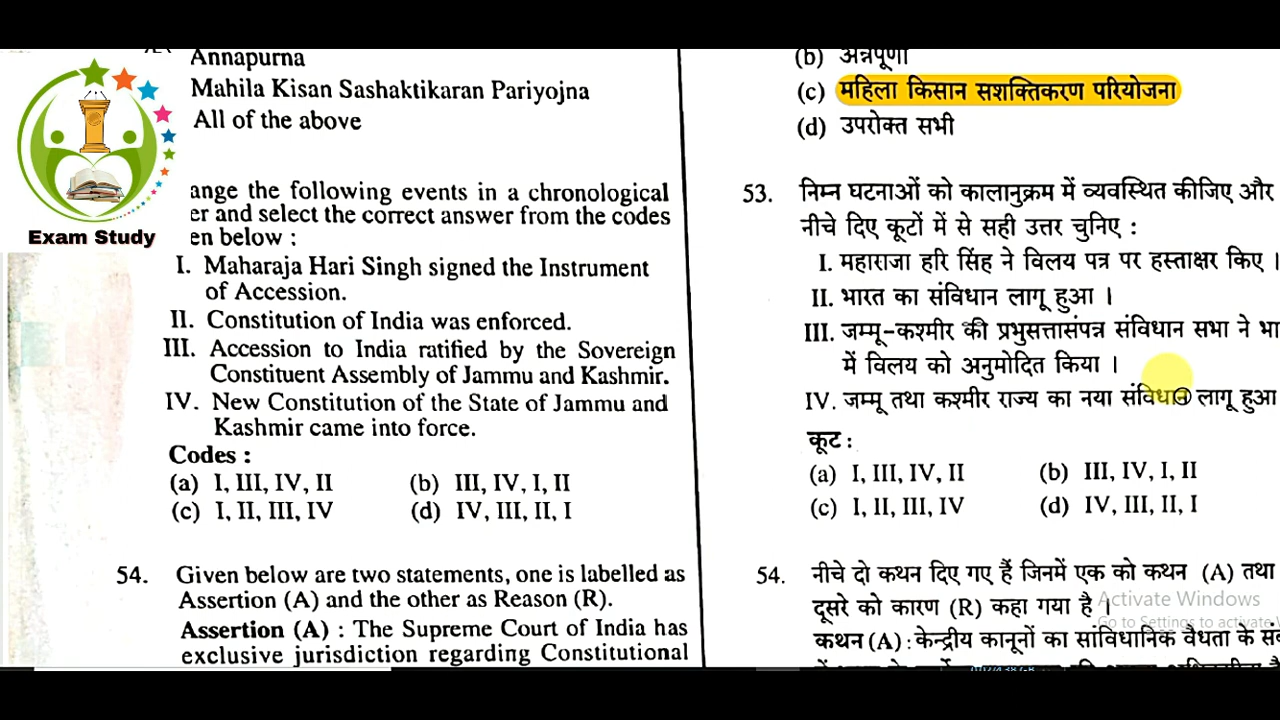 Annapurna
Mahila Kisan Sashaktikaran Pariyojna
All of the above
Exam Study
ange the following events in a chronological
er and select the correct answer from the codes
en below :
I. Maharaja Hari Singh signed the Instrument
of Accession.
II. Constitution of India was enforced.
III. Accession to India ratified by the Sovereign
Constituent Assembly of Jammu and Kashmir.
IV. New Constitution of the State of Jammu and
Kashmir came into force.
Codes :
(a) I, III, IV, II (b) III, IV, I, II
(c) I, II, III, IV (d) IV, III, II, I
54. Given below are two statements, one is labelled as
Assertion (A) and the other as Reason (R).
Assertion (A) : The Supreme Court of India has
exclusive jurisdiction regarding Constitutional
(b) अन्नपूर्णा
(c) महिला किसान सशक्तिकरण परियोजना
(d) उपरोक्त सभी
53. निम्न घटनाओं को कालानुक्रम में व्यवस्थित कीजिए और
नीचे दिए कूटों में से सही उत्तर चुनिए :
I. महाराजा हरि सिंह ने विलय पत्र पर हस्ताक्षर किए ।
II. भारत का संविधान लागू हुआ ।
III. जम्मू-कश्मीर की प्रभुसत्तासंपन्न संविधान सभा ने भा
में विलय को अनुमोदित किया ।
IV. जम्मू तथा कश्मीर राज्य का नया संविधान लागू हुआ
कूट :
(a) I, III, IV, II (b) III, IV, I, II
(c) I, II, III, IV (d) IV, III, II, I
54. नीचे दो कथन दिए गए हैं जिनमें एक को कथन (A) तथा
दूसरे को कारण (R) कहा गया है ।
कथन (A) : केन्द्रीय कानूनों का सांविधानिक वैधता के सं
Activate Windows
Go to Settings to activate